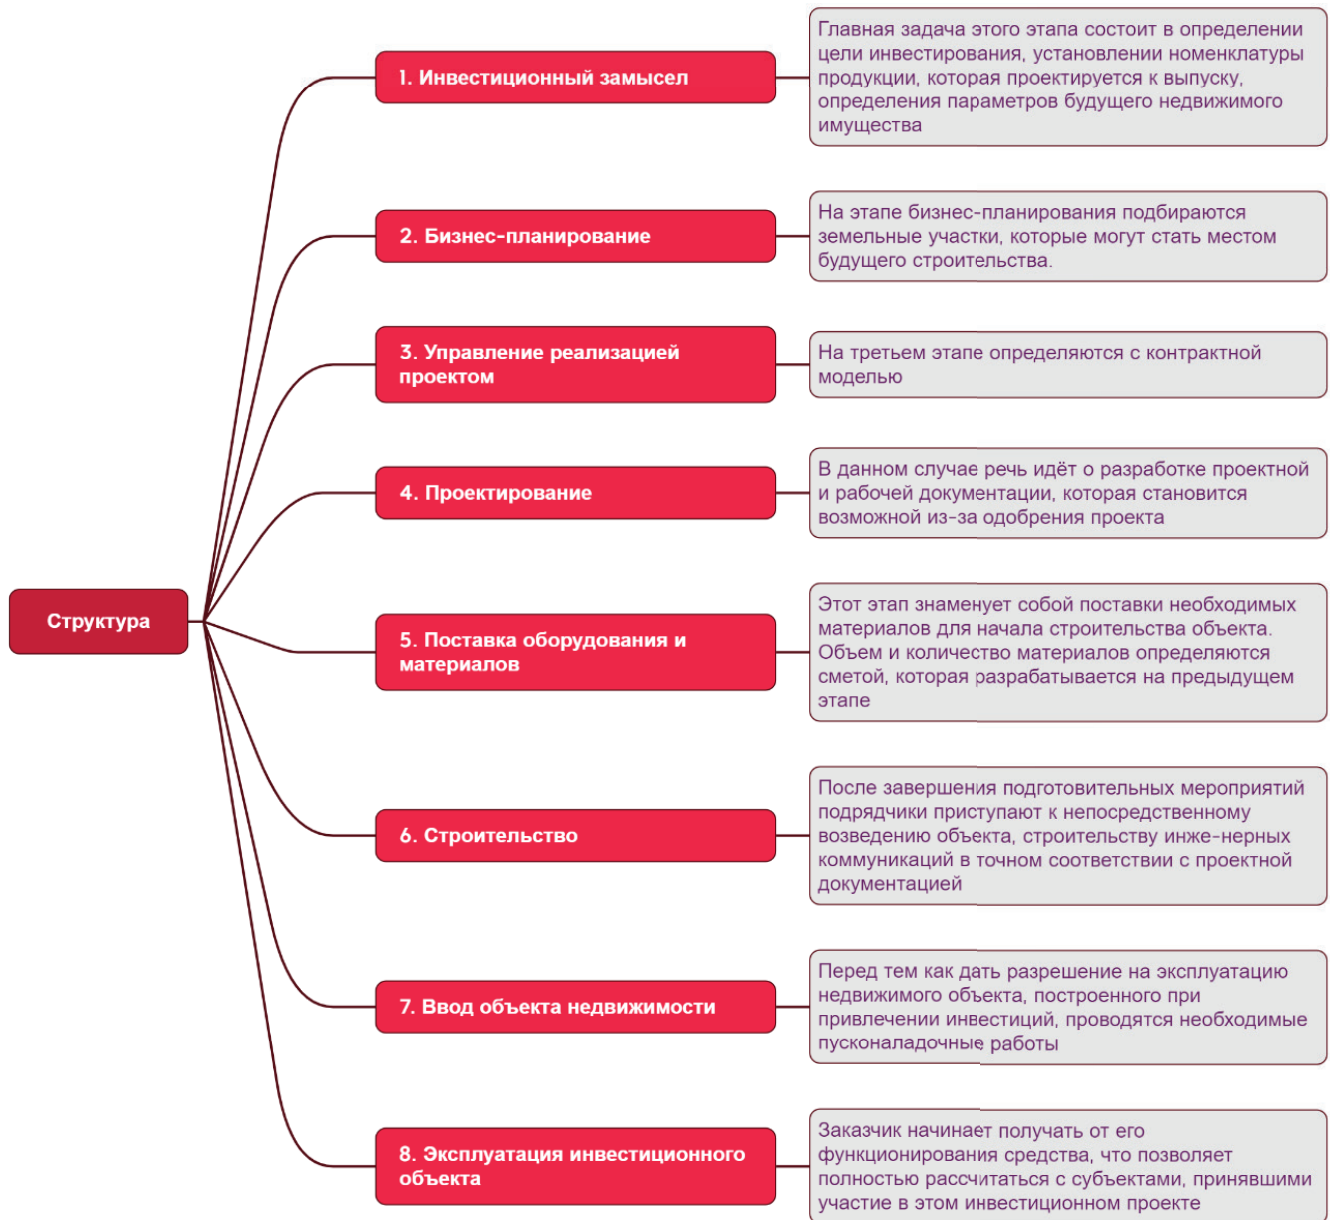 Структура
1. Инвестиционный замысел
Главная задача этого этапа состоит в определении
цели инвестирования, установлении номенклатуры
продукции, которая проектируется к выпуску,
определения параметров будущего недвижимого
имущества
2. Бизнес-планирование
На этапе бизнес-планирования подбираются
земельные участки, которые могут стать местом
будущего строительства.
3. Управление реализацией
проектом
На третьем этапе определяются с контрактной
моделью
4. Проектирование
В данном случае речь идёт о разработке проектной
и рабочей документации, которая становится
возможной из-за одобрения проекта
5. Поставка оборудования и
материалов
Этот этап знаменует собой поставки необходимых
материалов для начала строительства объекта.
Объем и количество материалов определяются
сметой, которая разрабатывается на предыдущем
этапе
6. Строительство
После завершения подготовительных мероприятий
подрядчики приступают к непосредственному
возведению объекта, строительству инже-нерных
коммуникаций в точном соответствии с проектной
документацией
7. Ввод объекта недвижимости
Перед тем как дать разрешение на эксплуатацию
недвижимого объекта, построенного при
привлечении инвестиций, проводятся необходимые
пусконаладочные работы
8. Эксплуатация инвестиционного
объекта
Заказчик начинает получать от его
функционирования средства, что позволяет
полностью рассчитаться с субъектами, принявшими
участие в этом инвестиционном проекте